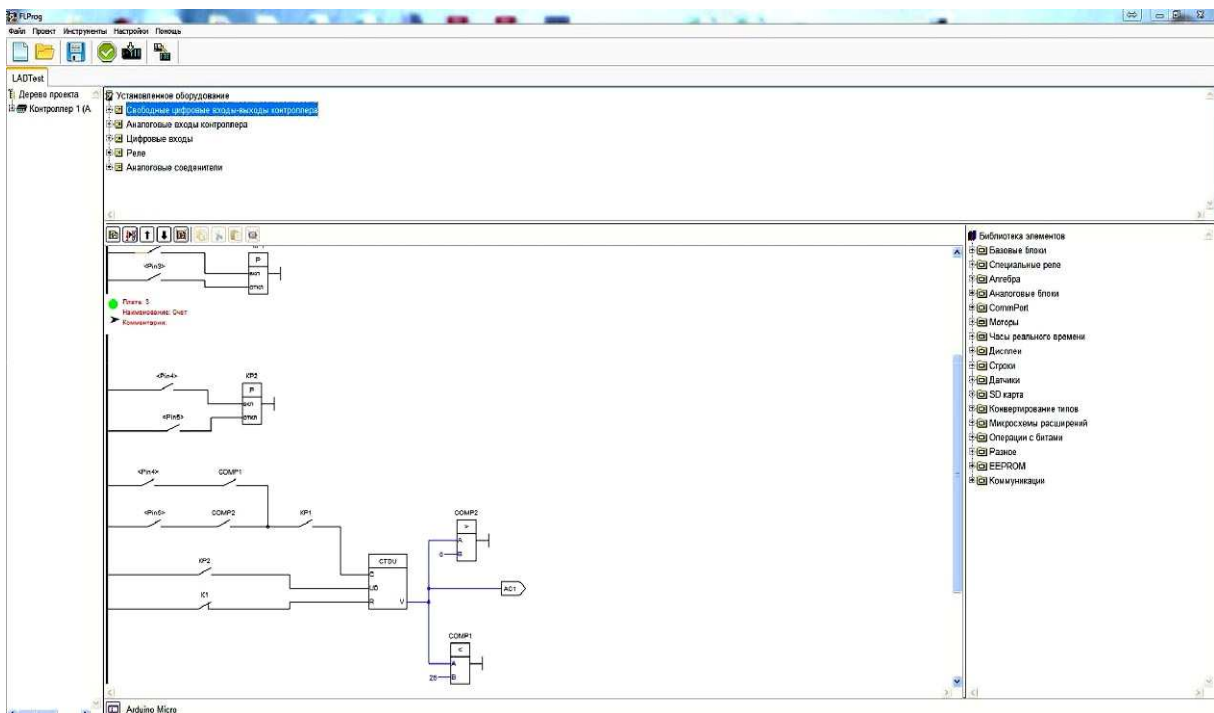 FLProg
Файл Проект Инструменты Настройки Помощь
LADTest
Дерево проекта
Контроллер 1 (А
Установленное оборудование
Свободные цифровые входы-выходы контроллера
Аналоговые входы контроллера
Цифровые входы
Реле
Аналоговые соеденители
<Pin3>
P
вкл
откл
Плата: 3
Наименование: Счет
Комментарии:
<Pin4> KP2
P
вкл
<Pin5> откл
<Pin4> COMP1
<Pin5> COMP2 KP1
COMP2
>
A
0 B
KP2
CTDU
C
UD
AC1
K1
R V
COMP1
<
A
25 B
Библиотека элементов
Базовые блоки
Специальные реле
Алгебра
Аналоговые блоки
CommPort
Моторы
Часы реального времени
Дисплеи
Строки
Датчики
SD карта
Конвертирование типов
Микросхемы расширений
Операции с битами
Разное
EEPROM
Коммуникации
Arduino Micro